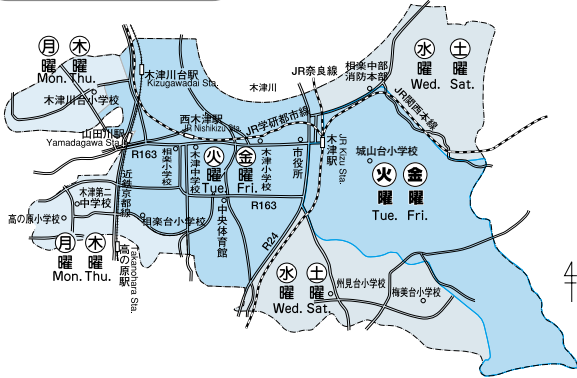 月曜 木曜
Mon. Thu.
木津川台駅
Kizugawadai Sta.
木津川
JR奈良線
相楽中部
消防本部
水曜 土曜
Wed. Sat.
木津川台小学校
山田川駅
Yamadagawa Sta.
西木津駅
JR Nishikizu Sta.
JR学研都市線
JR関西本線
R163
相楽小学校
木津中学校
火曜 金曜
Tue. Fri.
木津小学校
市役所
木津駅
JR Kizu Sta.
城山台小学校
火曜 金曜
Tue. Fri.
近鉄京都線
木津第二
中学校
高の原小学校
相楽台小学校
中央体育館
R163
R24
月曜 木曜
Mon. Thu.
高の原駅
Takanohara Sta.
水曜 土曜
Wed. Sat.
州見台小学校
梅美台小学校